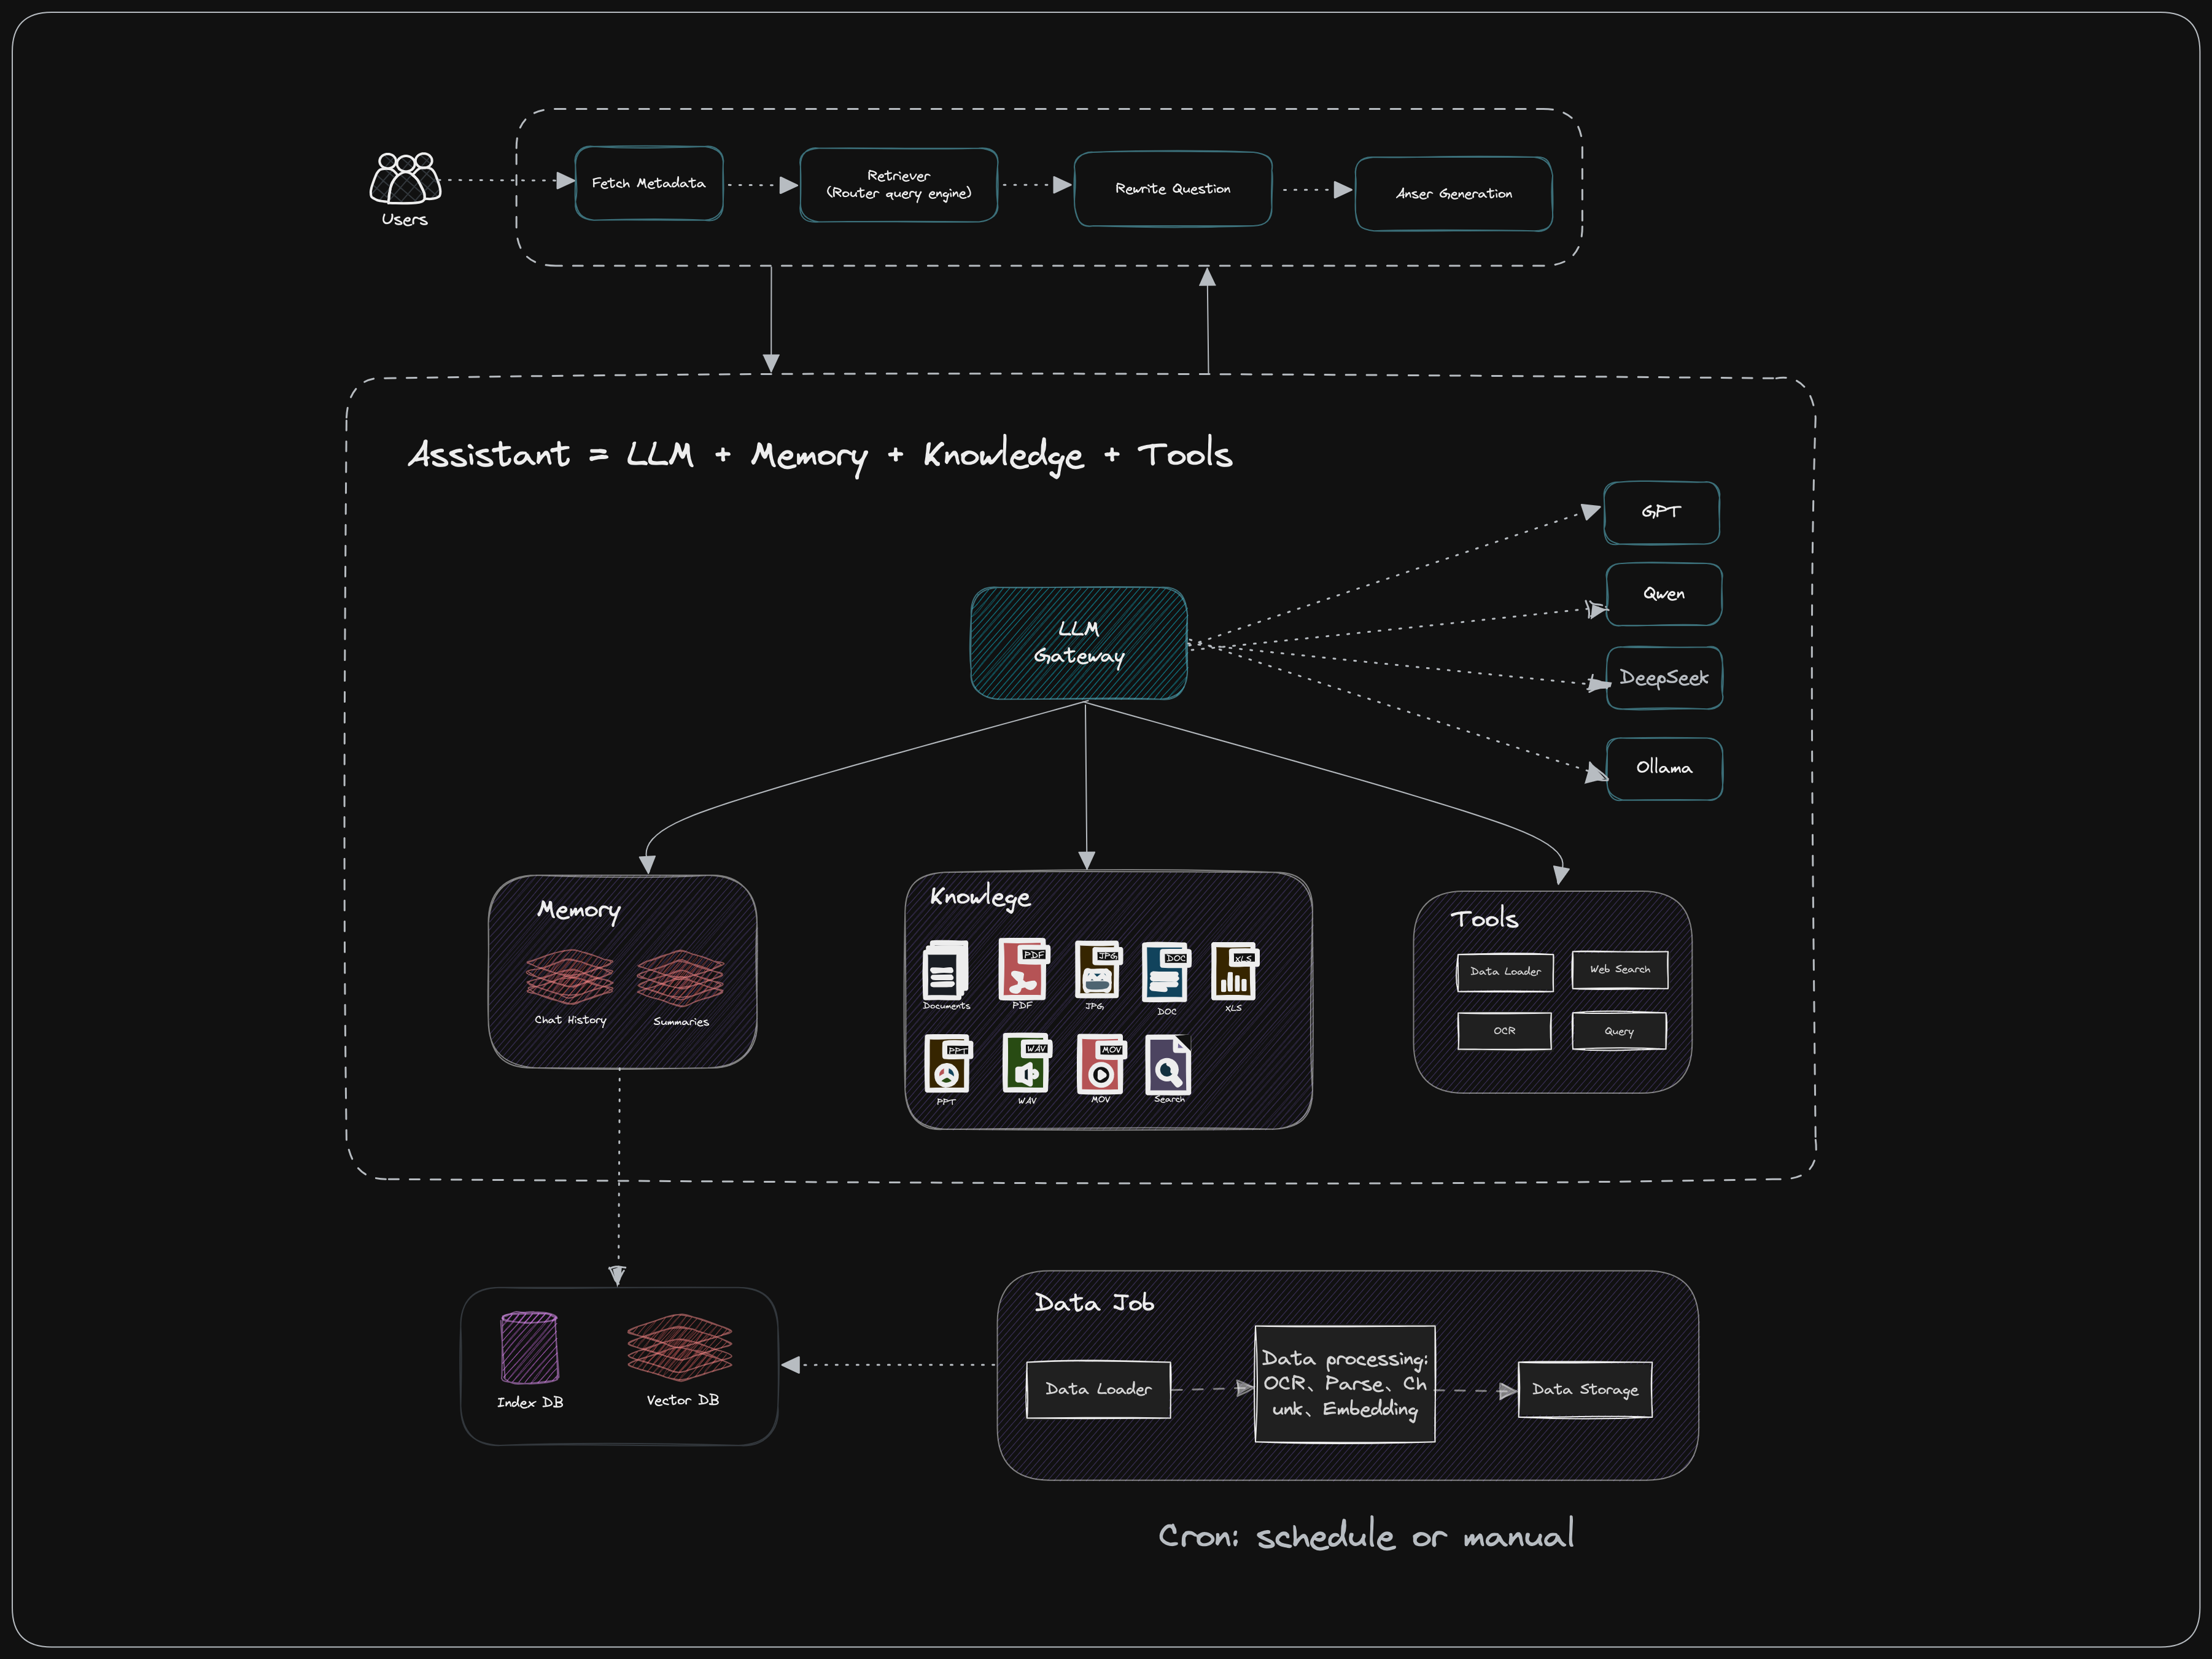 Users
Fetch Metadata
Retriever
(Router query engine)
Rewrite Question
Anser Generation
Assistant = LLM + Memory + Knowledge + Tools
GPT
Qwen
DeepSeek
Ollama
LLM
Gateway
Memory
Chat History
Summaries
Knowlege
PDF
JPG
DOC
XLS
Documents
PDF
JPG
DOC
XLS
PPT
WAV
MOV
PPT
WAV
MOV
Search
Tools
Data Loader
Web Search
OCR
Query
Index DB
Vector DB
Data Job
Data Loader
Data processing:
OCR、Parse、Ch
unk、Embedding
Data Storage
Cron: schedule or manual